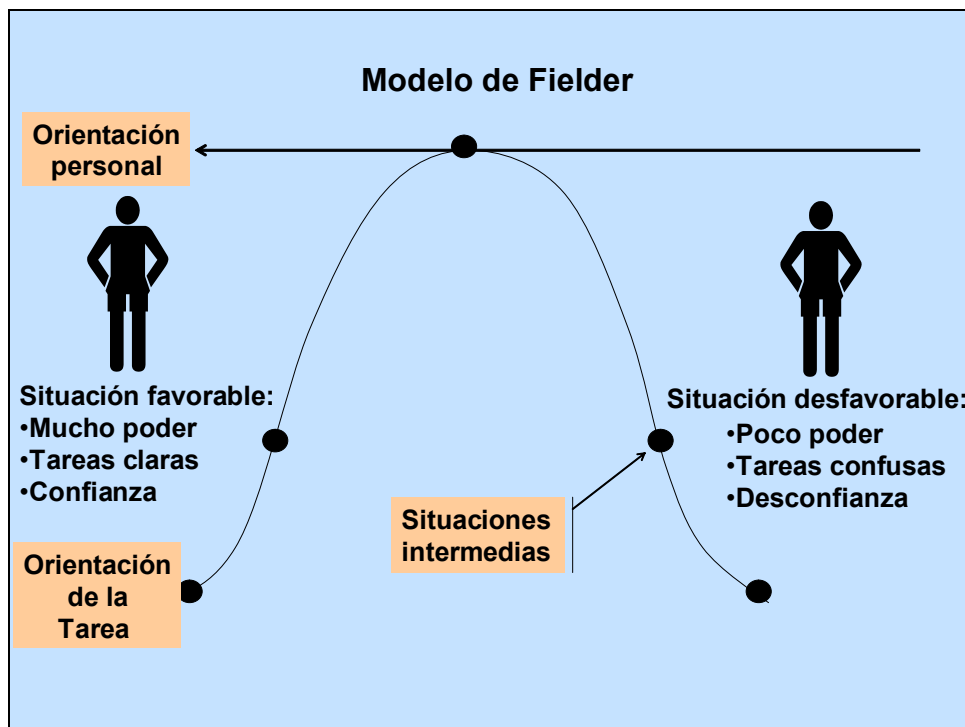 Modelo de Fielder
Orientación
personal
Situación favorable:
•Mucho poder
•Tareas claras
•Confianza
Situación desfavorable:
•Poco poder
•Tareas confusas
•Desconfianza
Situaciones
intermedias
Orientación
de la
Tarea